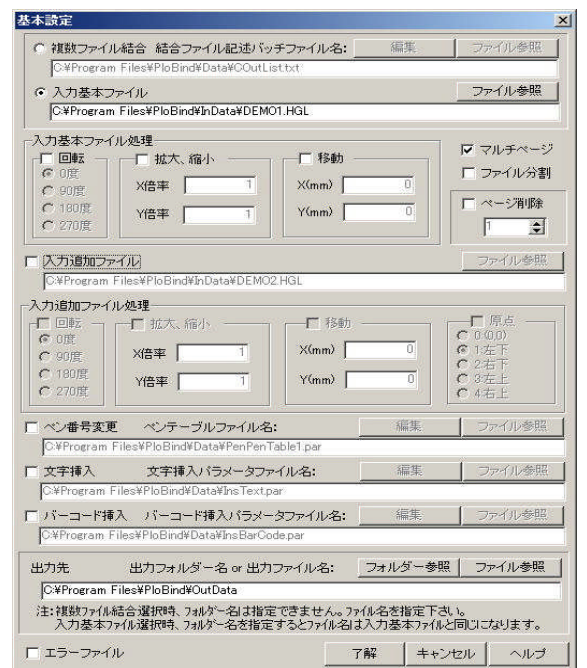 基本設定
複数ファイル結合 結合ファイル記述バッチファイル名: 編集 ファイル参照
C:¥Program Files¥PloBind¥Data¥COutList.txt
入力基本ファイル ファイル参照
C:¥Program Files¥PloBind¥InData¥DEMO1.HGL
入力基本ファイル処理
回転 拡大、縮小 移動 マルチページ
0度 ファイル分割
90度 X倍率 1 X(mm) 0
180度 Y倍率 1 Y(mm) 0 ページ削除
270度 1
入力追加ファイル ファイル参照
C:¥Program Files¥PloBind¥InData¥DEMO2.HGL
入力追加ファイル処理
回転 拡大、縮小 移動 原点
0度 0:(0,0)
90度 X倍率 1 X(mm) 0 1:左下
180度 Y倍率 1 Y(mm) 0 2:右下
270度 3:左上
4:右上
ペン番号変更 ペンテーブルファイル名: 編集 ファイル参照
C:¥Program Files¥PloBind¥Data¥PenPenTable1.par
文字挿入 文字挿入パラメータファイル名: 編集 ファイル参照
C:¥Program Files¥PloBind¥Data¥InsText.par
バーコード挿入 バーコード挿入パラメータファイル名: 編集 ファイル参照
C:¥Program Files¥PloBind¥Data¥InsBarCode.par
出力先 出力フォルダー名 or 出力ファイル名: フォルダー参照 ファイル参照
C:¥Program Files¥PloBind¥OutData
注:複数ファイル結合選択時、フォルダー名は指定できません。ファイル名を指定下さい。
入力基本ファイル選択時、フォルダー名を指定するとファイル名は入力基本ファイルと同じになります。
エラーファイル 了解 キャンセル ヘルプ